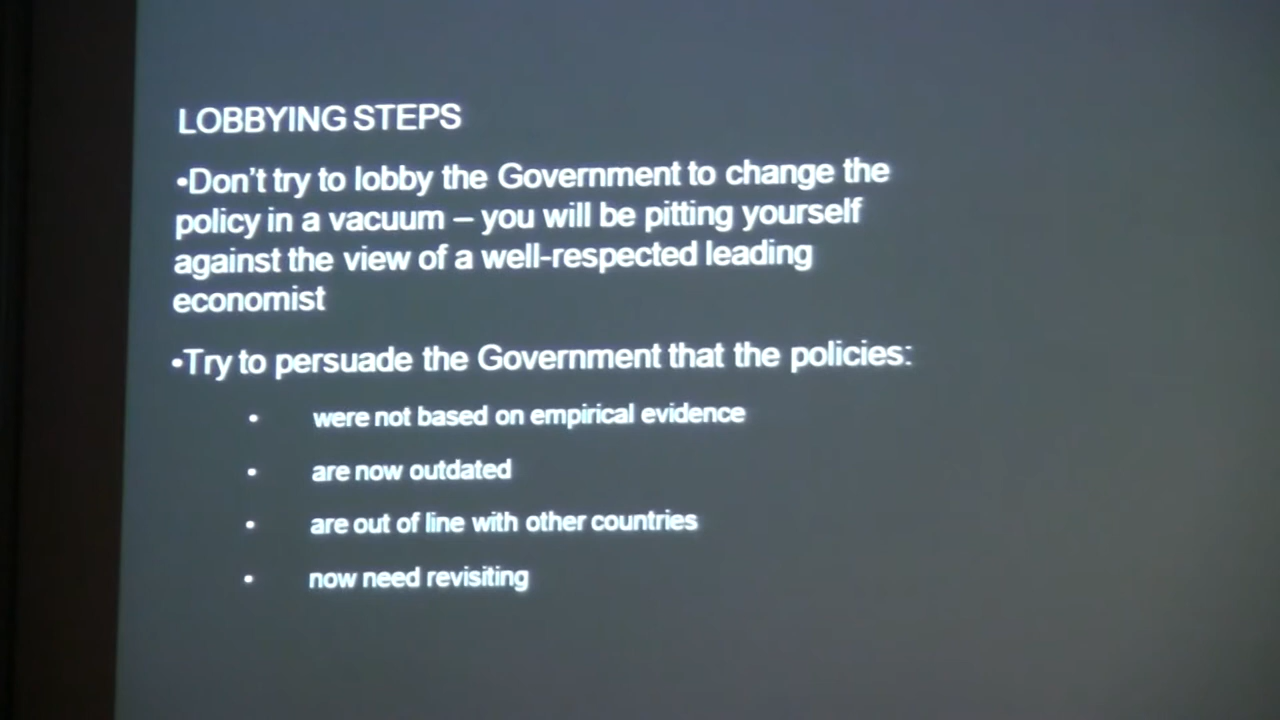 LOBBYING STEPS
•Don't try to lobby the Government to change the
policy in a vacuum – you will be pitting yourself
against the view of a well-respected leading
economist
•Try to persuade the Government that the policies:
• were not based on empirical evidence
• are now outdated
• are out of line with other countries
• now need revisiting